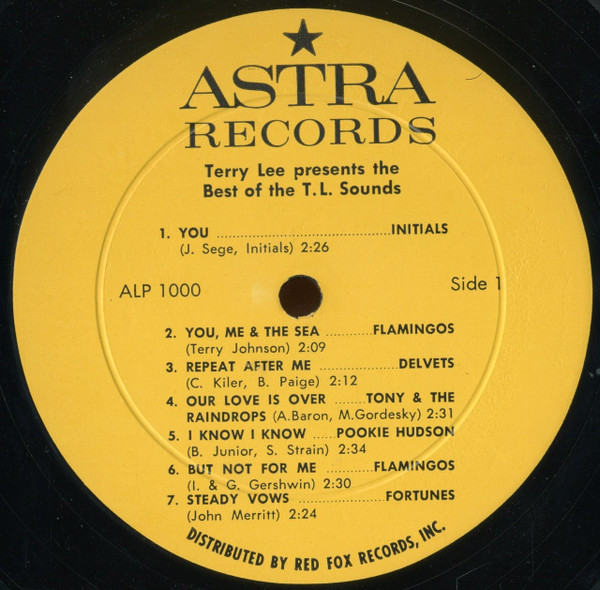 ASTRA
RECORDS
Terry Lee presents the
Best of the T.L. Sounds
1. YOU ........................................INITIALS
(J. Sege, Initials) 2:26
ALP 1000
Side 1
2. YOU, ME & THE SEA ...........FLAMINGOS
(Terry Johnson) 2:09
3. REPEAT AFTER ME ....................DELVETS
(C. Kiler, B. Paige) 2:12
4. OUR LOVE IS OVER .......TONY & THE
RAINDROPS (A.Baron, M.Gordesky) 2:31
5. I KNOW I KNOW .....POOKIE HUDSON
(B. Junior, S. Strain) 2:34
6. BUT NOT FOR ME .............FLAMINGOS
(I. & G. Gershwin) 2:30
7. STEADY VOWS ......................FORTUNES
(John Merritt) 2:24
DISTRIBUTED BY RED FOX RECORDS, INC.